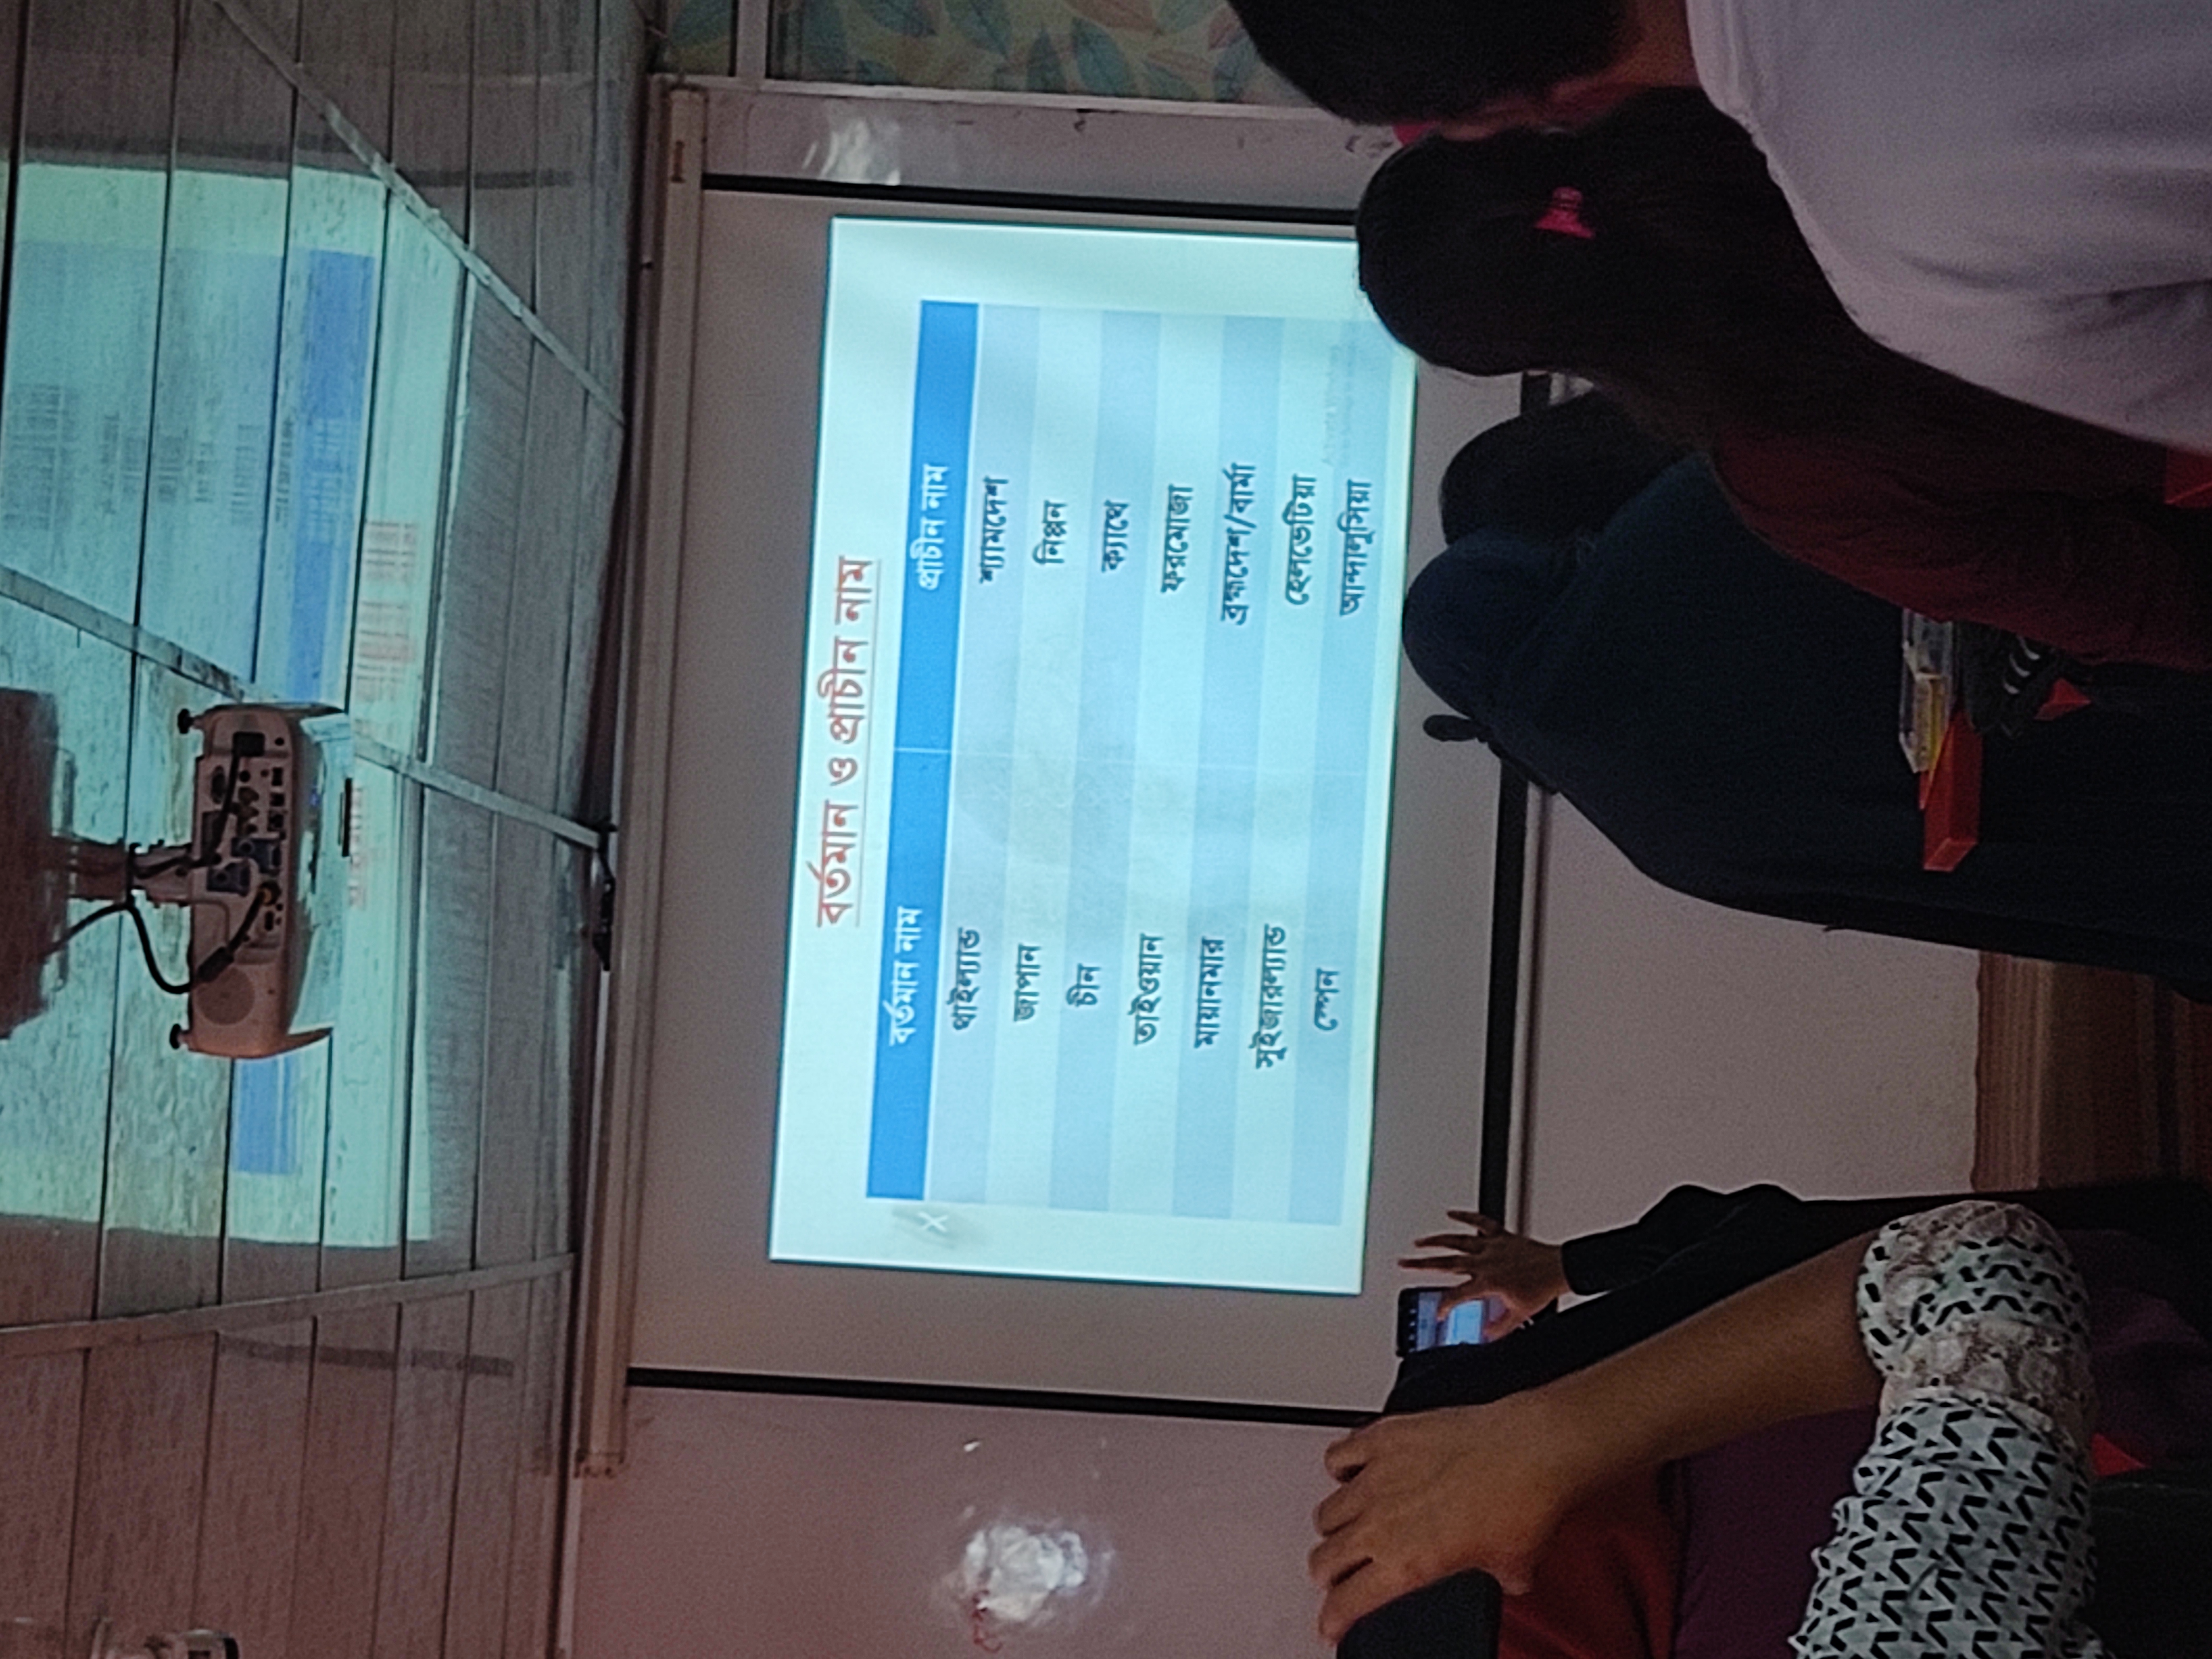 বর্তমান ও প্রাচীন নাম
বর্তমান নাম প্রাচীন নাম
থাইল্যান্ড শ্যামদেশ
জাপান নিপ্পন
চীন ক্যাথে
তাইওয়ান ফরমোজা
মায়ানমার ব্রহ্মদেশ/বার্মা
সুইজারল্যান্ড হেলভেটিয়া
স্পেন আন্দালুসিয়া